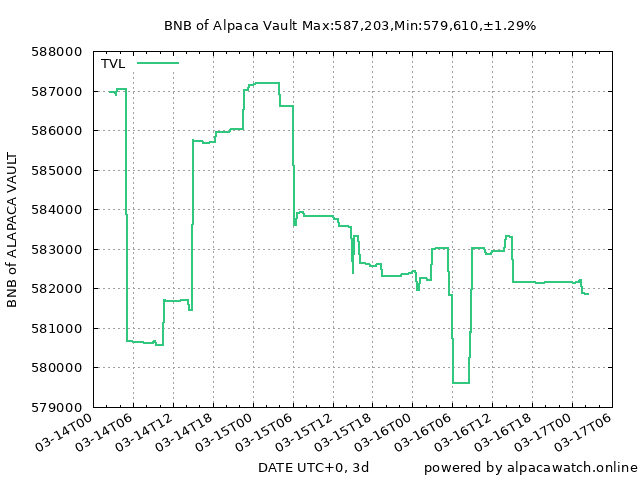 BNB of Alpaca Vault Max:587,203,Min:579,610,±1.29%
TVL
588000
587000
586000
585000
584000
583000
582000
581000
580000
579000
BNB of ALAPACA VAULT
03-14T00
03-14T06
03-14T12
03-14T18
03-15T00
03-15T06
03-15T12
03-15T18
03-16T00
03-16T06
03-16T12
03-16T18
03-17T00
03-17T06
DATE UTC+0, 3d
powered by alpacawatch.online